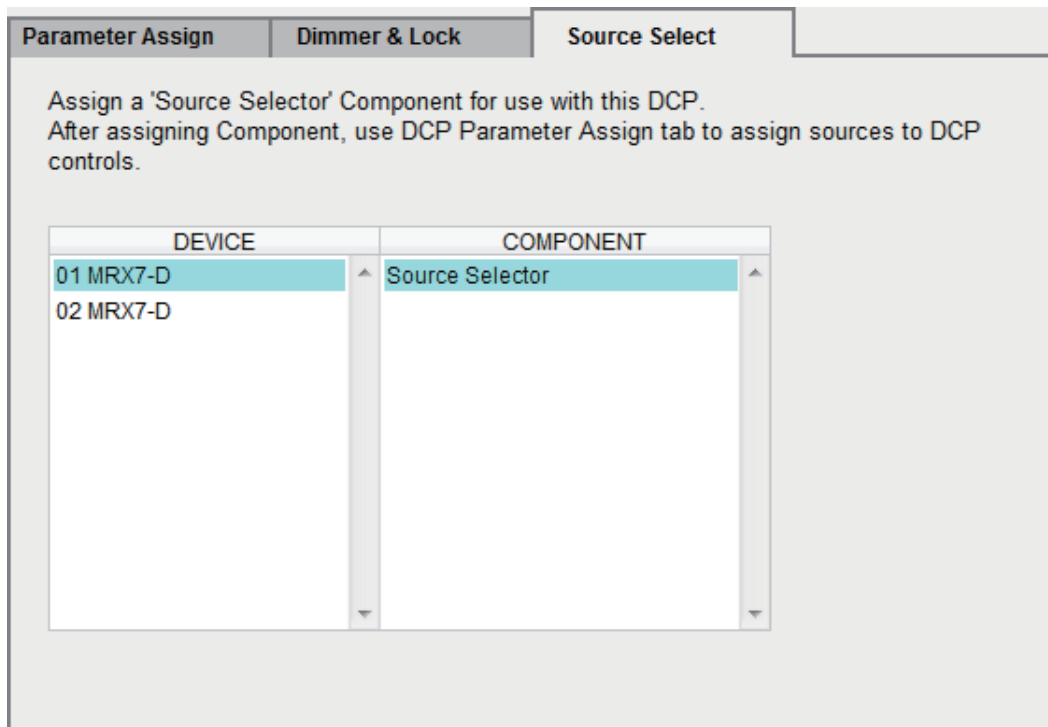 Parameter Assign Dimmer & Lock Source Select
Assign a 'Source Selector' Component for use with this DCP.
After assigning Component, use DCP Parameter Assign tab to assign sources to DCP
controls.
DEVICE COMPONENT
01 MRX7-D Source Selector
02 MRX7-D